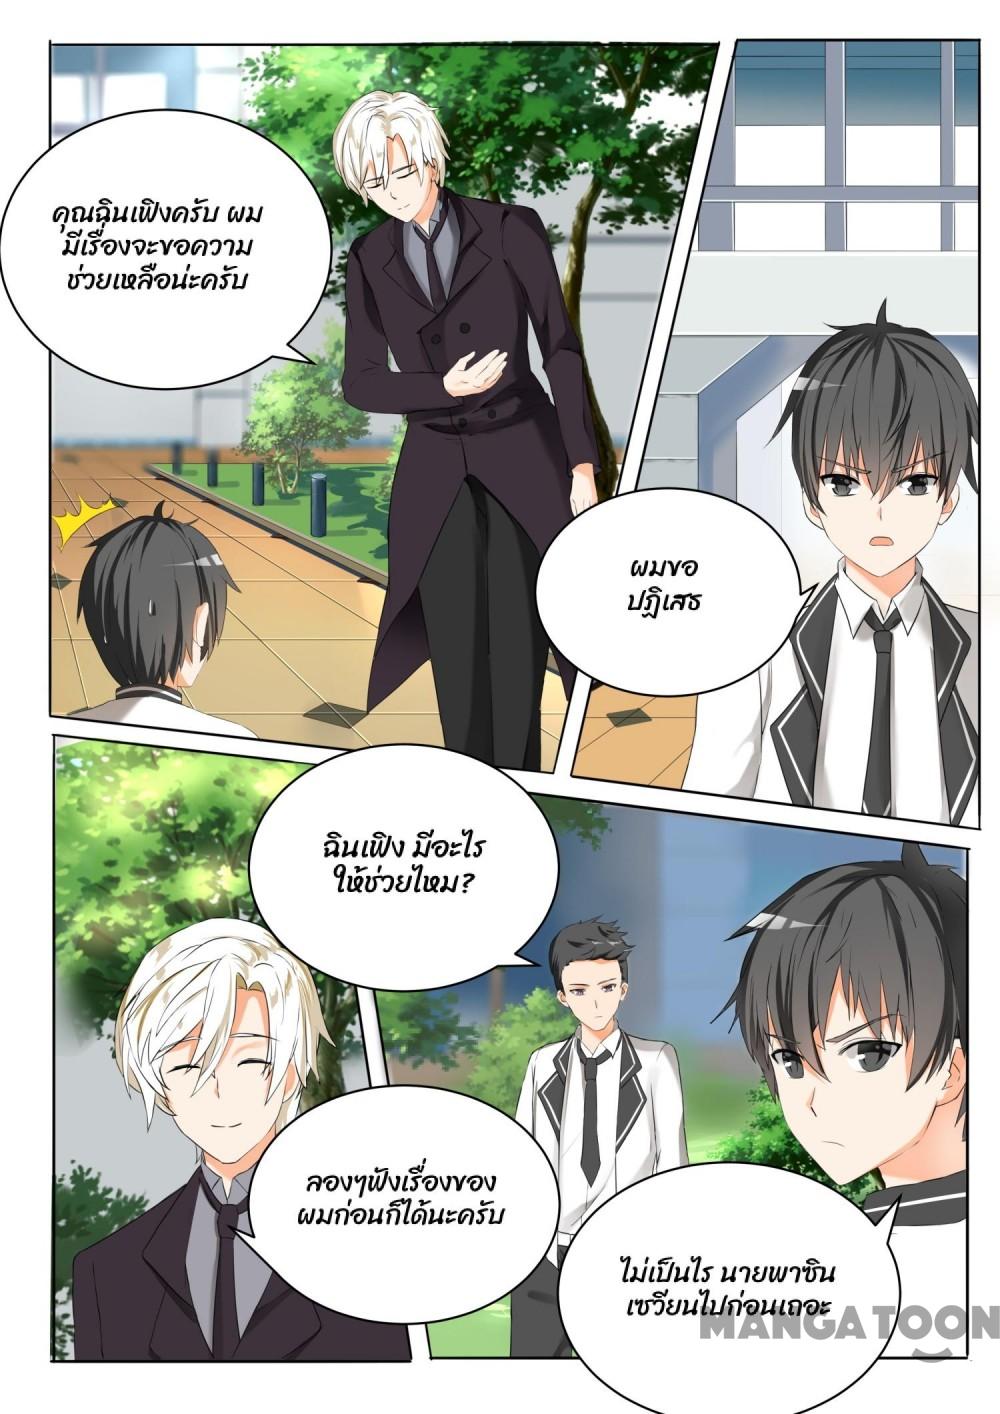 คุณฉินเฟิงครับ ผม
มีเรื่องจะขอความ
ช่วยเหลือน่ะครับ
ผมขอ
ปฏิเสธ
ฉินเฟิง มีอะไร
ให้ช่วยไหม?
ลองๆฟังเรื่องของ
ผมก่อนก็ได้นะครับ
ไม่เป็นไร นายพาซิน
เซวียนไปก่อนเถอะ
MANGATOON